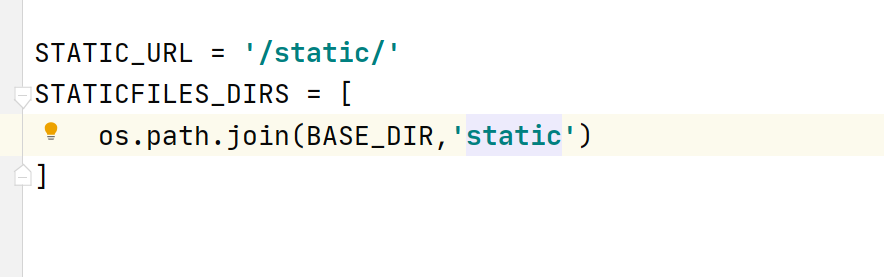 STATIC_URL = '/static/'
STATICFILES_DIRS = [
    os.path.join(BASE_DIR,'static')
]